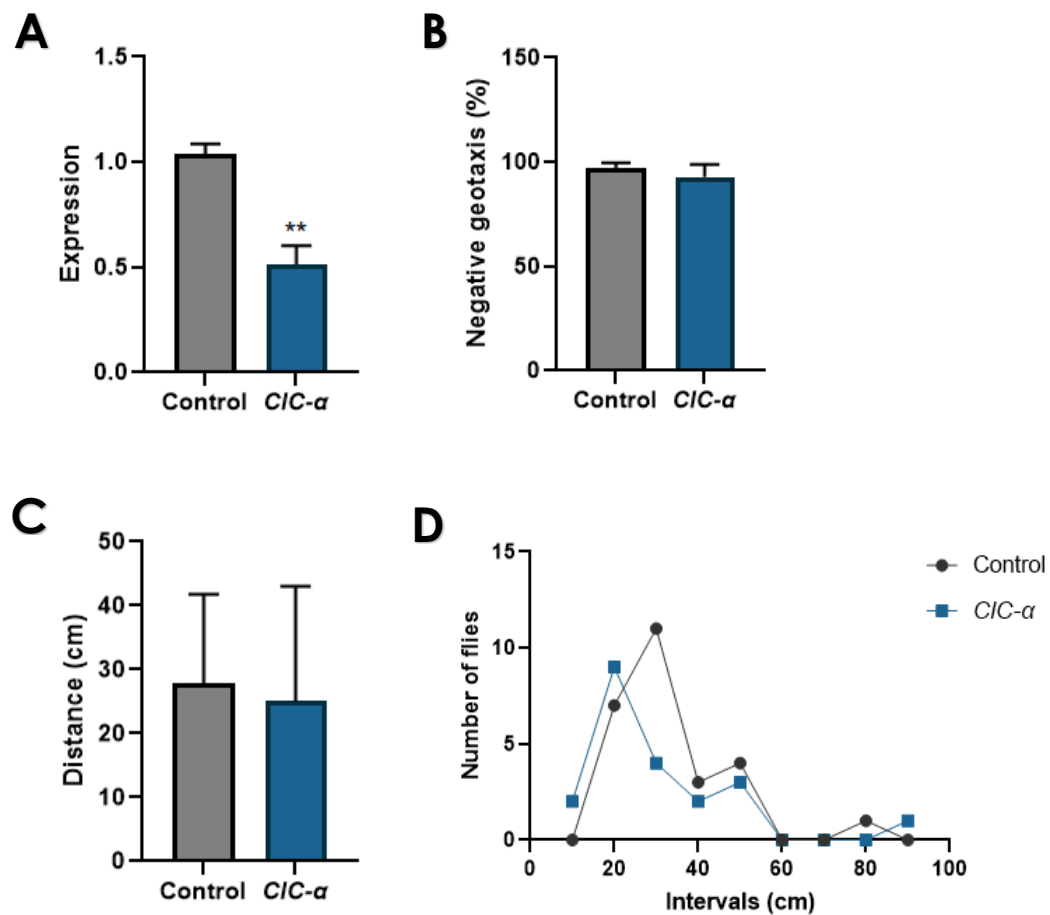 A
Expression
1.5
1.0
0.5
0.0
**
Control ClC-α
B
Negative geotaxis (%)
150
100
50
0
Control ClC-α
C
Distance (cm)
50
40
30
20
10
0
Control ClC-α
D
Number of flies
15
10
5
0
0 20 40 60 80 100
Intervals (cm)
Control
ClC-α